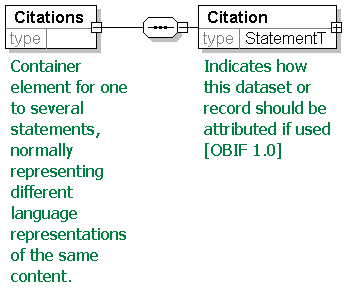 Citations
type
Container
element for one
to several
statements,
normally
representing
different
language
representations
of the same
content.
Citation
type StatementT
Indicates how
this dataset or
record should be
attributed if used
[OBIF 1.0]